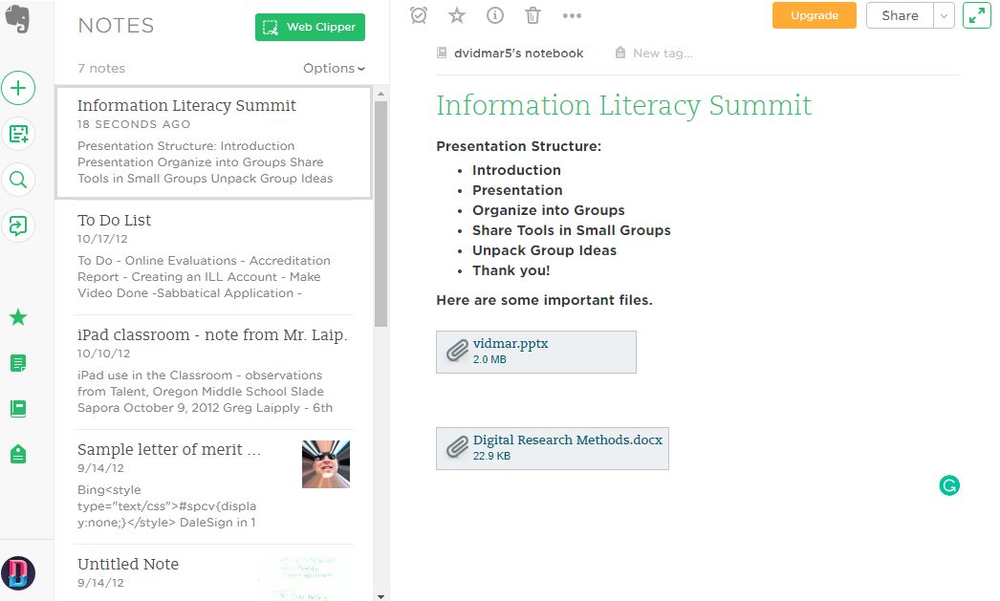 NOTES
Web Clipper
7 notes
Options
Information Literacy Summit
18 SECONDS AGO
Presentation Structure: Introduction
Presentation Organize into Groups Share
Tools in Small Groups Unpack Group Ideas
To Do List
10/17/12
To Do - Online Evaluations - Accreditation
Report - Creating an ILL Account - Make
Video Done -Sabbatical Application -
iPad classroom - note from Mr. Laip.
10/10/12
iPad use in the Classroom - observations
from Talent, Oregon Middle School Slade
Sapora October 9, 2012 Greg Laipply - 6th
Sample letter of merit ...
9/14/12
Bing<style
type="text/css">#spcv{displa
y:none;}</style> DaleSign in 1
Untitled Note
9/14/12
Upgrade
Share
dvidmar5's notebook
New tag...
Information Literacy Summit
Presentation Structure:
• Introduction
• Presentation
• Organize into Groups
• Share Tools in Small Groups
• Unpack Group Ideas
• Thank you!
Here are some important files.
vidmar.pptx
2.0 MB
Digital Research Methods.docx
22.9 KB